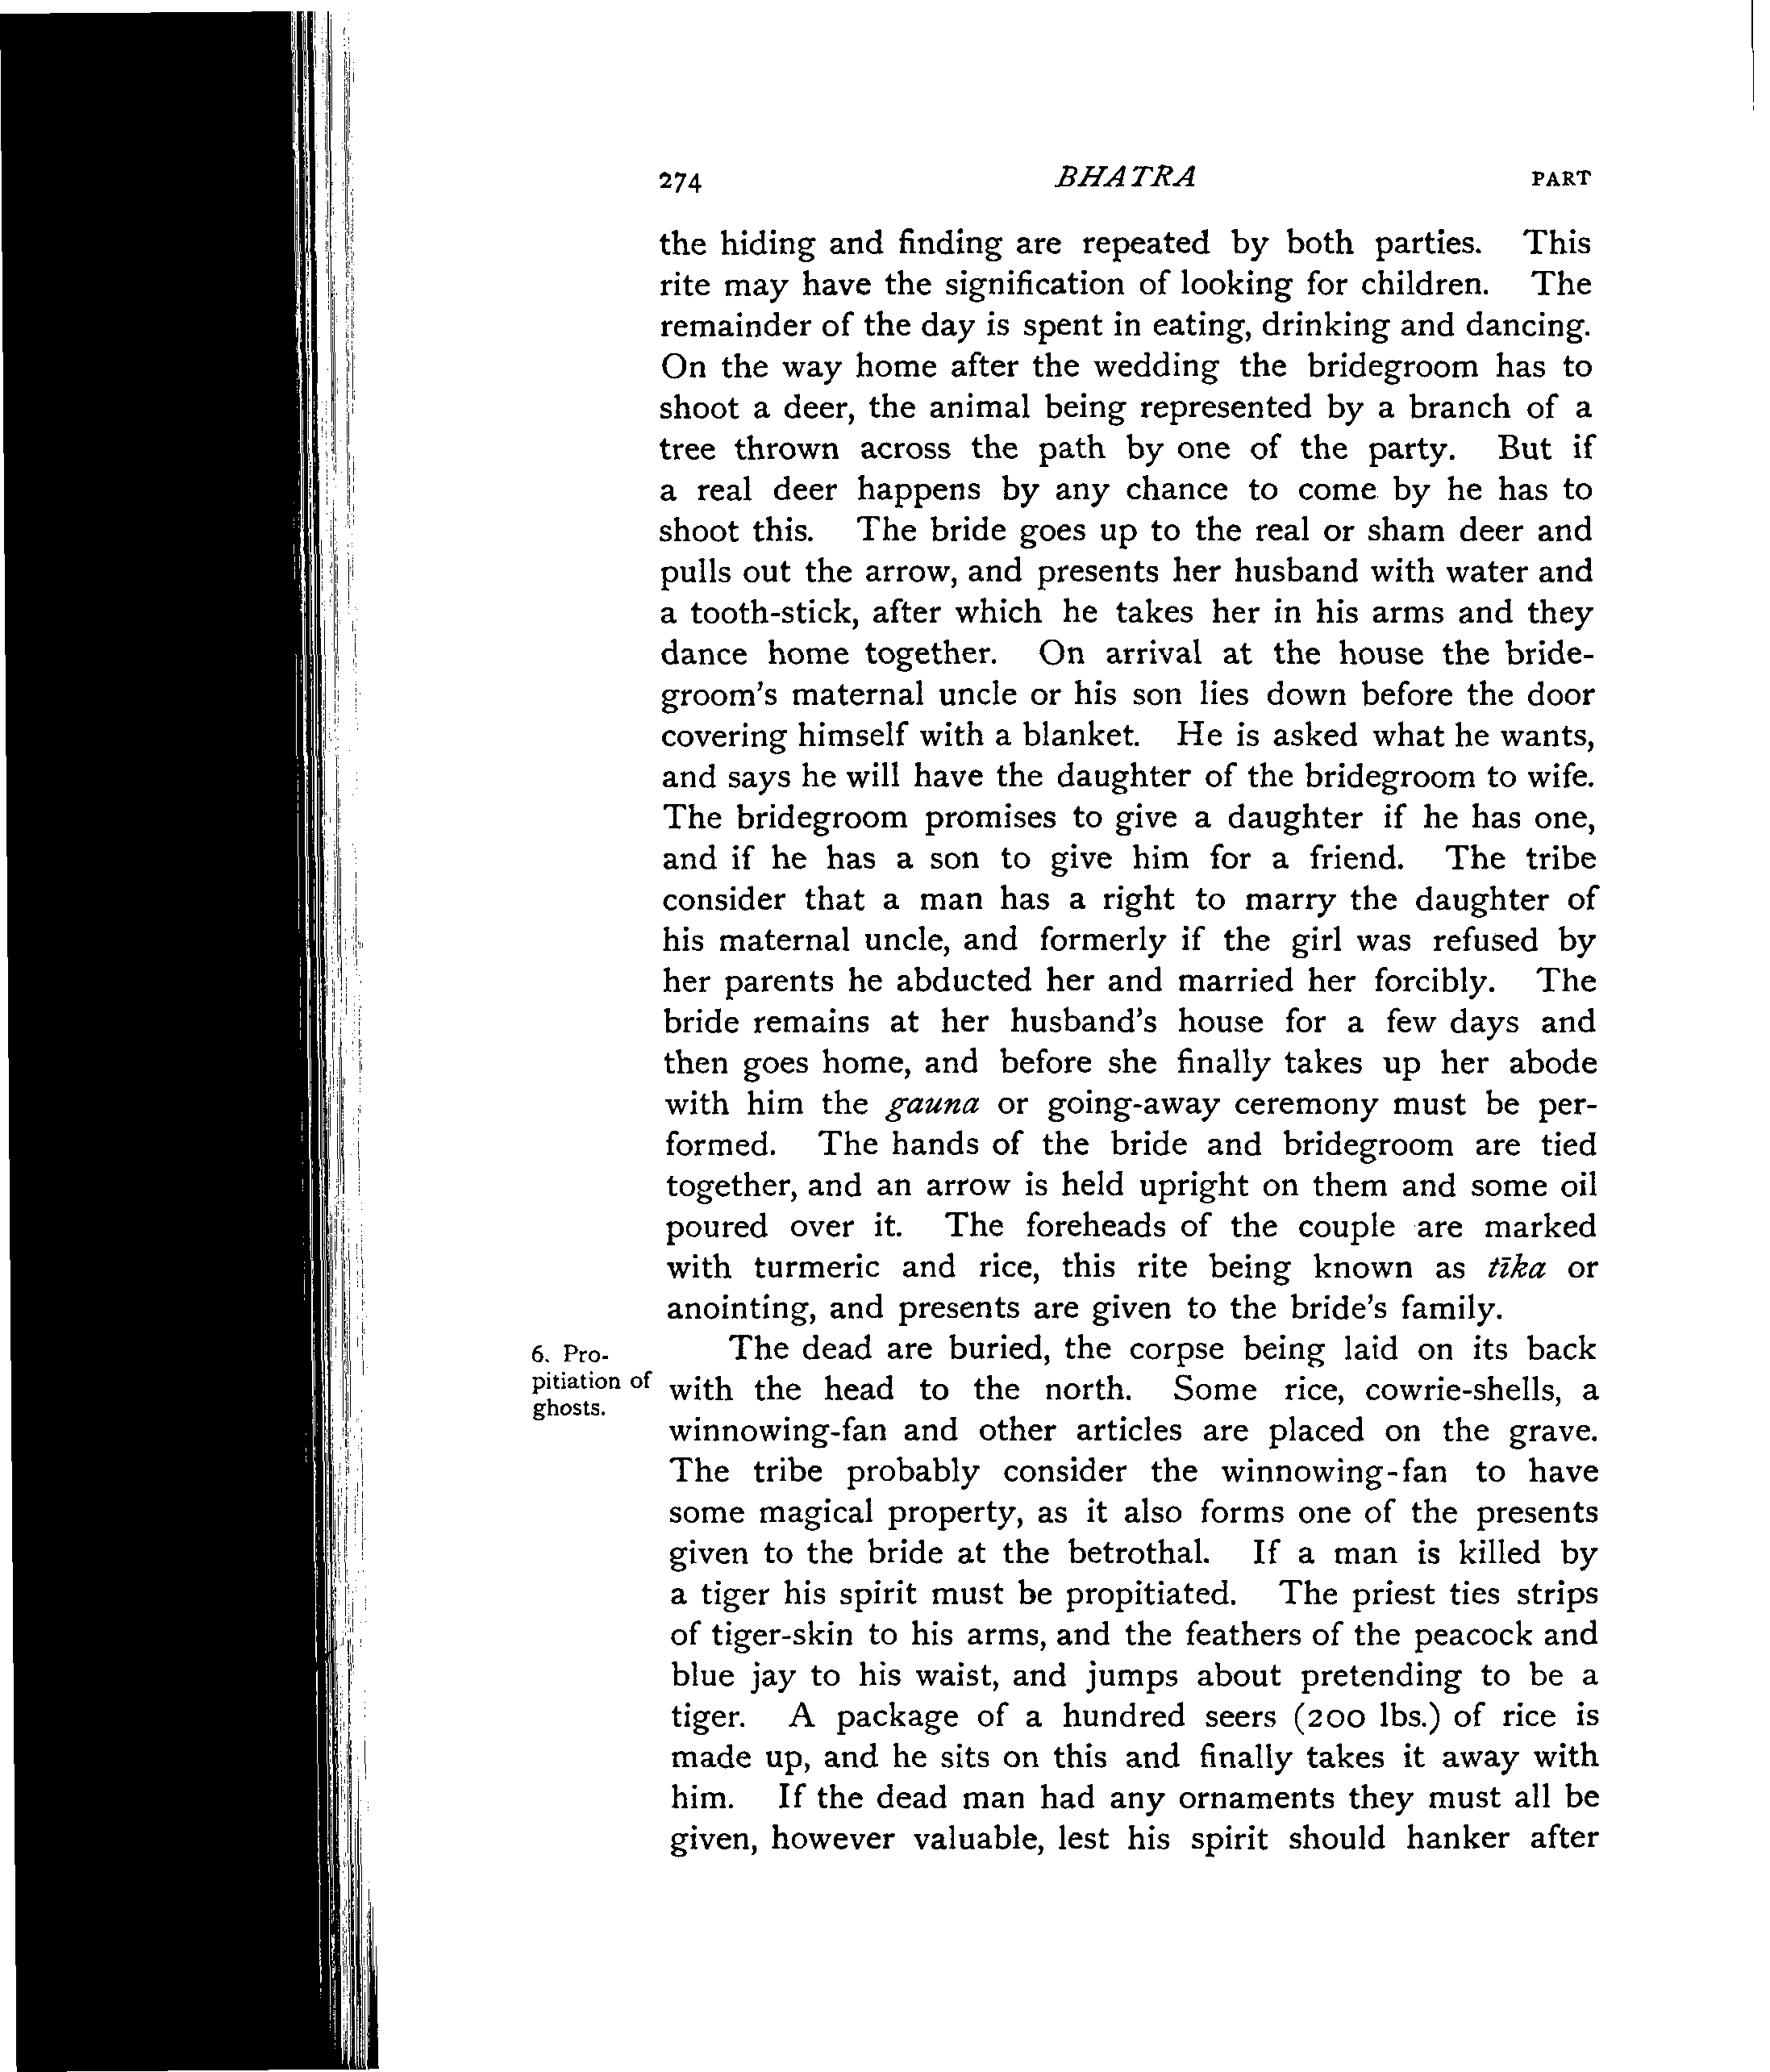 274 BHATRA PART
the hiding and finding are repeated by both parties. This
rite may have the signification of looking for children. The
remainder of the day is spent in eating, drinking and dancing.
On the way home after the wedding the bridegroom has to
shoot a deer, the animal being represented by a branch of a
tree thrown across the path by one of the party. But if
a real deer happens by any chance to come by he has to
shoot this. The bride goes up to the real or sham deer and
pulls out the arrow, and presents her husband with water and
a tooth-stick, after which he takes her in his arms and they
dance home together. On arrival at the house the bride-
groom's maternal uncle or his son lies down before the door
covering himself with a blanket. He is asked what he wants,
and says he will have the daughter of the bridegroom to wife.
The bridegroom promises to give a daughter if he has one,
and if he has a son to give him for a friend. The tribe
consider that a man has a right to marry the daughter of
his maternal uncle, and formerly if the girl was refused by
her parents he abducted her and married her forcibly. The
bride remains at her husband's house for a few days and
then goes home, and before she finally takes up her abode
with him the gauna or going-away ceremony must be per-
formed. The hands of the bride and bridegroom are tied
together, and an arrow is held upright on them and some oil
poured over it. The foreheads of the couple are marked
with turmeric and rice, this rite being known as tīka or
anointing, and presents are given to the bride's family.
6. Pro-
pitiation of
ghosts.
The dead are buried, the corpse being laid on its back
with the head to the north. Some rice, cowrie-shells, a
winnowing-fan and other articles are placed on the grave.
The tribe probably consider the winnowing-fan to have
some magical property, as it also forms one of the presents
given to the bride at the betrothal. If a man is killed by
a tiger his spirit must be propitiated. The priest ties strips
of tiger-skin to his arms, and the feathers of the peacock and
blue jay to his waist, and jumps about pretending to be a
tiger. A package of a hundred seers (200 lbs.) of rice is
made up, and he sits on this and finally takes it away with
him. If the dead man had any ornaments they must all be
given, however valuable, lest his spirit should hanker after